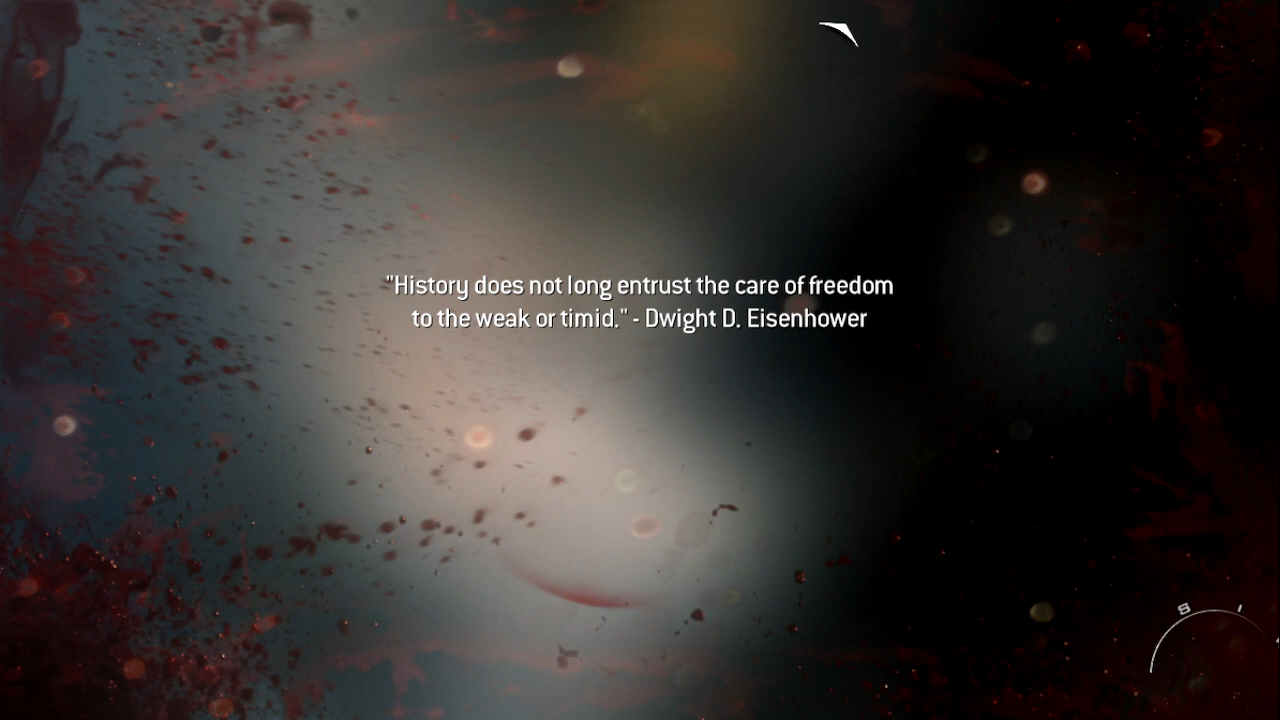 "History does not long entrust the care of freedom
to the weak or timid." - Dwight D. Eisenhower
S